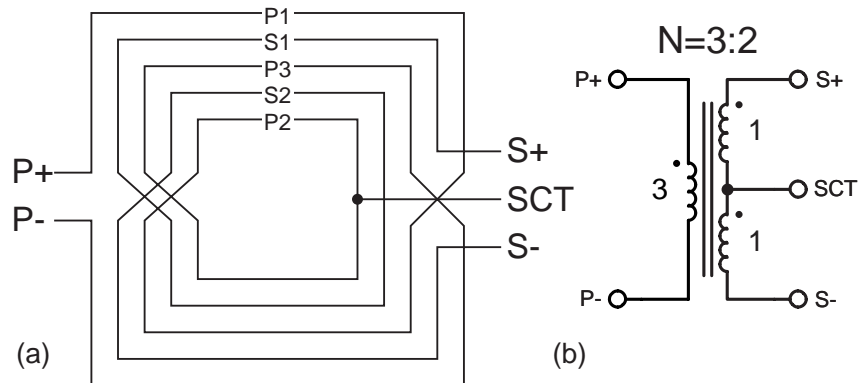 P1
S1
P3
S2
P2
P+
P-
S+
SCT
S-
(a)
N=3:2
P+
S+
1
3
SCT
1
P-
S-
(b)